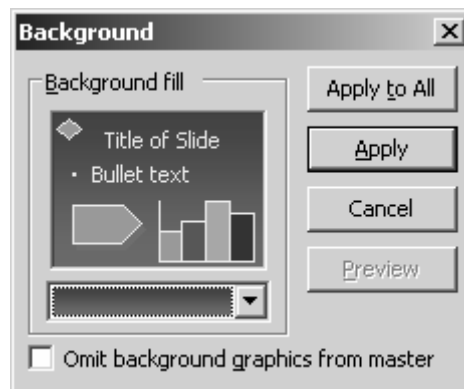 Background
Background fill
Title of Slide
• Bullet text
Apply to All
Apply
Cancel
Preview
Omit background graphics from master